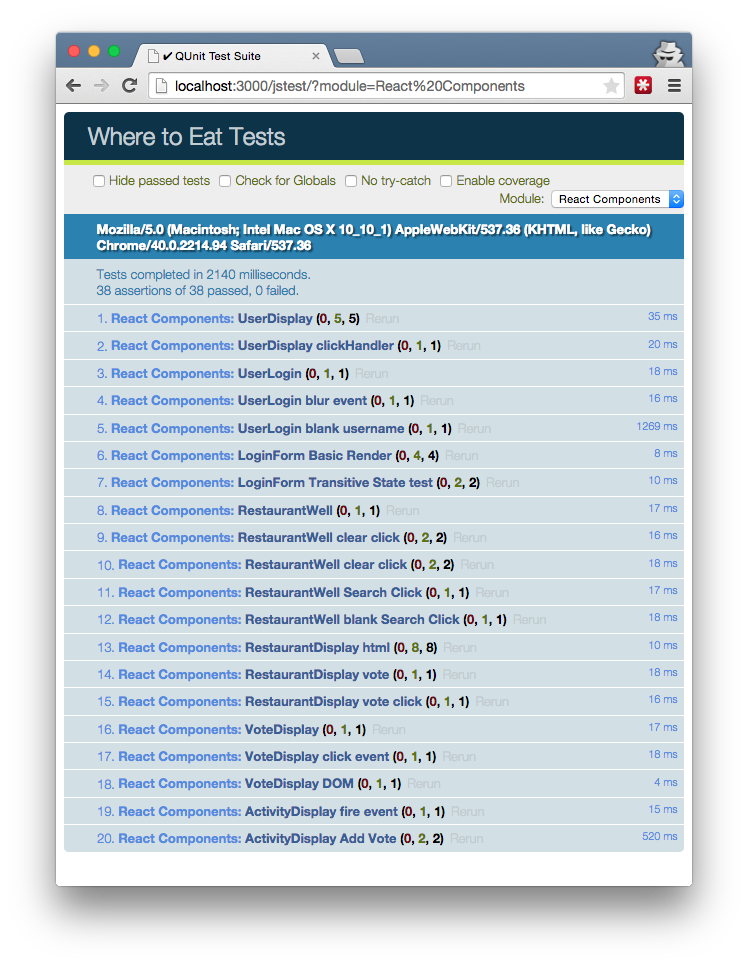 ✔ QUnit Test Suite
localhost:3000/jstest/?module=React%20Components
Where to Eat Tests
Hide passed tests Check for Globals No try-catch Enable coverage
Module: React Components
Mozilla/5.0 (Macintosh; Intel Mac OS X 10_10_1) AppleWebKit/537.36 (KHTML, like Gecko)
Chrome/40.0.2214.94 Safari/537.36
Tests completed in 2140 milliseconds.
38 assertions of 38 passed, 0 failed.
1. React Components: UserDisplay (0, 5, 5) Rerun 35 ms
2. React Components: UserDisplay clickHandler (0, 1, 1) Rerun 20 ms
3. React Components: UserLogin (0, 1, 1) Rerun 18 ms
4. React Components: UserLogin blur event (0, 1, 1) Rerun 16 ms
5. React Components: UserLogin blank username (0, 1, 1) Rerun 1269 ms
6. React Components: LoginForm Basic Render (0, 4, 4) Rerun 8 ms
7. React Components: LoginForm Transitive State test (0, 2, 2) Rerun 10 ms
8. React Components: RestaurantWell (0, 1, 1) Rerun 17 ms
9. React Components: RestaurantWell clear click (0, 2, 2) Rerun 16 ms
10. React Components: RestaurantWell clear click (0, 2, 2) Rerun 18 ms
11. React Components: RestaurantWell Search Click (0, 1, 1) Rerun 17 ms
12. React Components: RestaurantWell blank Search Click (0, 1, 1) Rerun 18 ms
13. React Components: RestaurantDisplay html (0, 8, 8) Rerun 10 ms
14. React Components: RestaurantDisplay vote (0, 1, 1) Rerun 18 ms
15. React Components: RestaurantDisplay vote click (0, 1, 1) Rerun 16 ms
16. React Components: VoteDisplay (0, 1, 1) Rerun 17 ms
17. React Components: VoteDisplay click event (0, 1, 1) Rerun 18 ms
18. React Components: VoteDisplay DOM (0, 1, 1) Rerun 4 ms
19. React Components: ActivityDisplay fire event (0, 1, 1) Rerun 15 ms
20. React Components: ActivityDisplay Add Vote (0, 2, 2) Rerun 520 ms